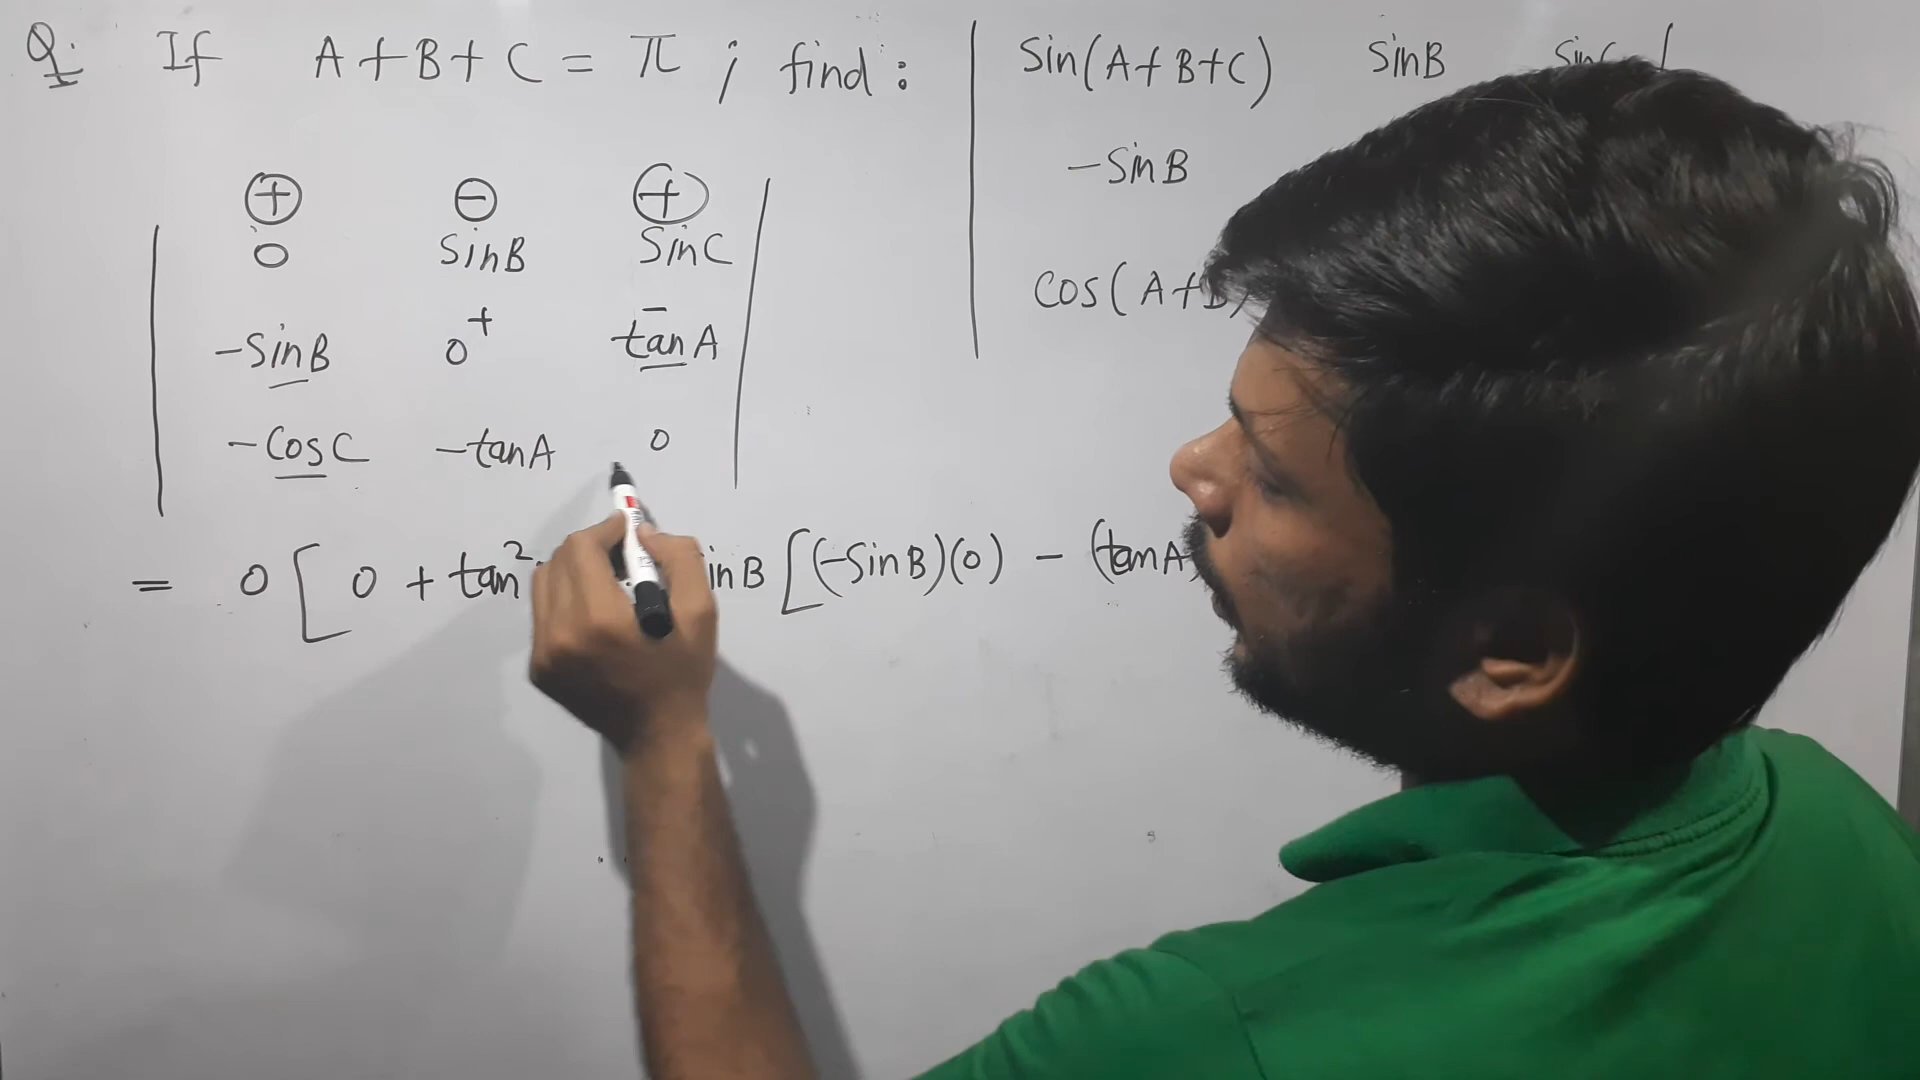 Q. If A+B+C = π ; find :
| Sin(A+B+C) SinB SinC |
-SinB
Cos(A+B)
⊕ ⊖ ⊕
| 0 SinB SinC |
+ -
-SinB 0 tanA
-CosC -tanA 0
= 0 [ 0 + tan² inB [(-SinB)(0) - (tanA)